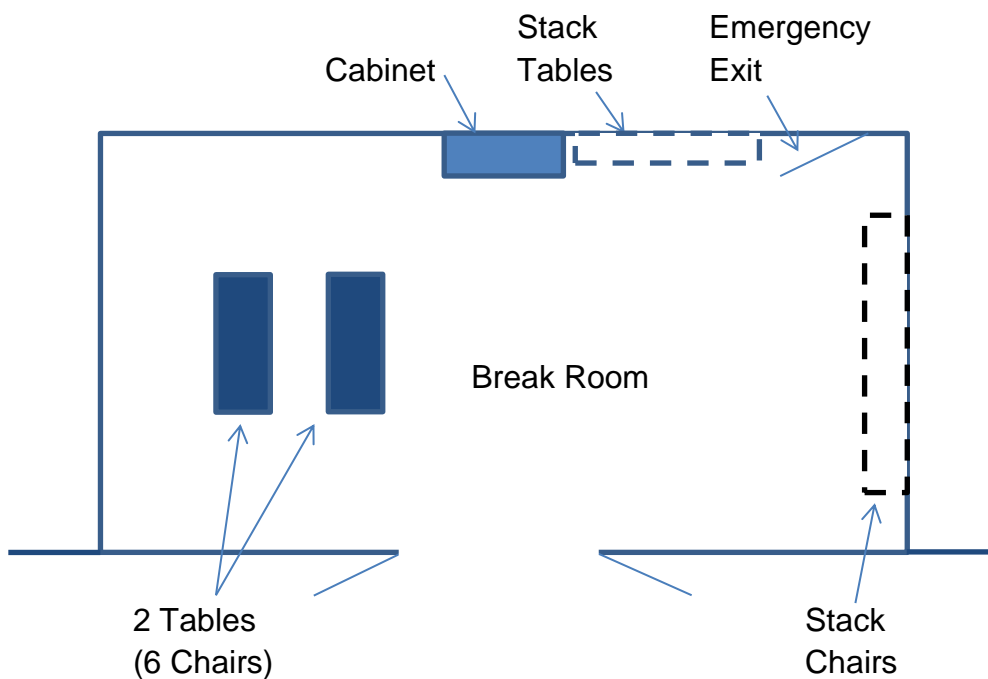 Stack
Tables
Emergency
Exit
Cabinet
Break Room
2 Tables
(6 Chairs)
Stack
Chairs